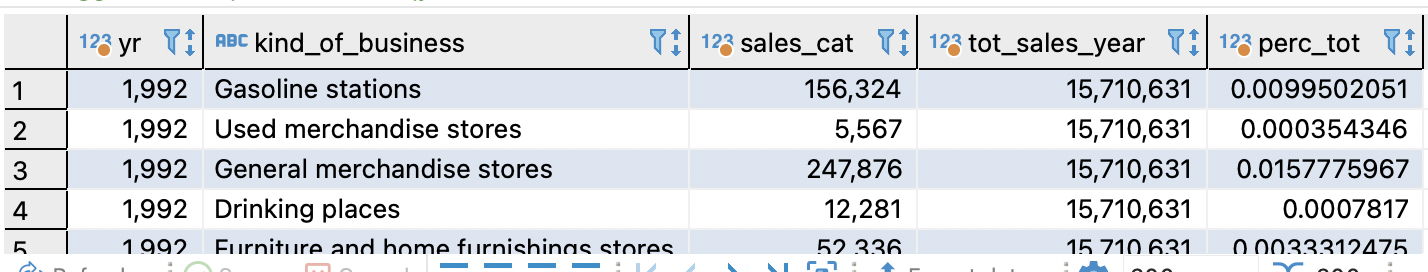 123 yr ABC kind_of_business 123 sales_cat 123 tot_sales_year 123 perc_tot
1 1,992 Gasoline stations 156,324 15,710,631 0.0099502051
2 1,992 Used merchandise stores 5,567 15,710,631 0.000354346
3 1,992 General merchandise stores 247,876 15,710,631 0.0157775967
4 1,992 Drinking places 12,281 15,710,631 0.0007817
5 1,992 Furniture and home furnishings stores 52,336 15,710,631 0.0033312475